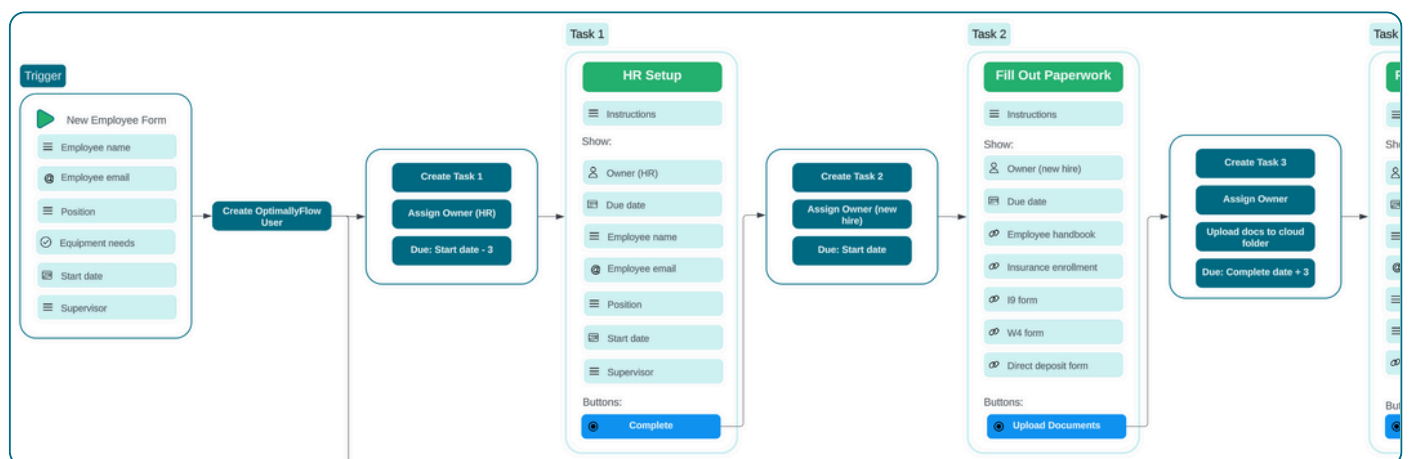 Trigger
New Employee Form
Employee name
Employee email
Position
Equipment needs
Start date
Supervisor
Create OptimallyFlow
User
Create Task 1
Assign Owner (HR)
Due: Start date - 3
Task 1
HR Setup
Instructions
Show:
Owner (HR)
Due date
Employee name
Employee email
Position
Start date
Supervisor
Buttons:
Complete
Create Task 2
Assign Owner (new
hire)
Due: Start date
Task 2
Fill Out Paperwork
Instructions
Show:
Owner (new hire)
Due date
Employee handbook
Insurance enrollment
I9 form
W4 form
Direct deposit form
Buttons:
Upload Documents
Create Task 3
Assign Owner
Upload docs to cloud
folder
Due: Complete date + 3
Task